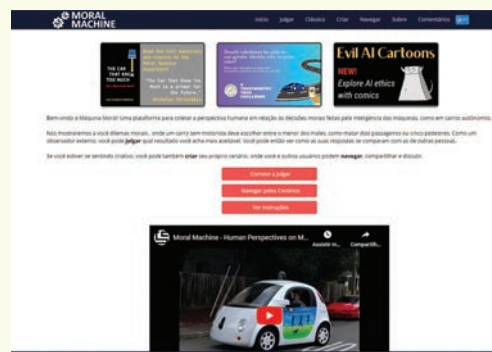 MORAL
MACHINE
Início Julgar Clássico Criar Navegar Sobre Comentários
THE CAR
THAT KNEW
TOO MUCH
Evil AI Cartoons
NEW!
Explore AI ethics
with comics
Bem-vindo à Máquina Moral! Uma plataforma para coletar a perspectiva humana em relação às decisões morais feitas pela inteligência das máquinas, como em carros autônomos.
Nós mostraremos a você dilemas morais, onde um carro sem motorista deve escolher entre o menor dos males, como matar dois passageiros ou cinco pedestres. Como um
observador externo, você pode julgar qual resultado você acha mais aceitável. Você pode então ver como as suas respostas se comparam com as de outras pessoas.
Se você estiver se sentindo criativo, você pode também criar seu próprio cenário, onde você e outros usuários podem navegar, compartilhar e discutir.
Comece a Julgar
Navegar pelos Cenários
Ver Instruções
Moral Machine - Human Perspectives on M...
Assistir m... Compartilh...